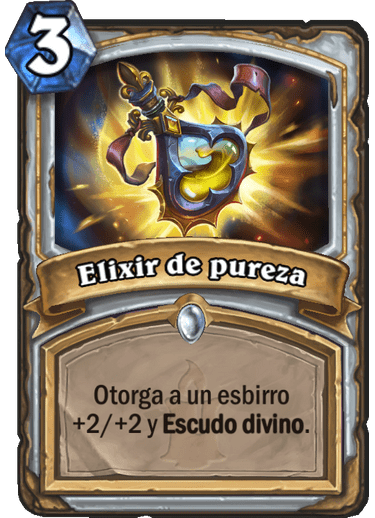 3
Elixir de pureza
Otorga a un esbirro
+2/+2 y Escudo divino.